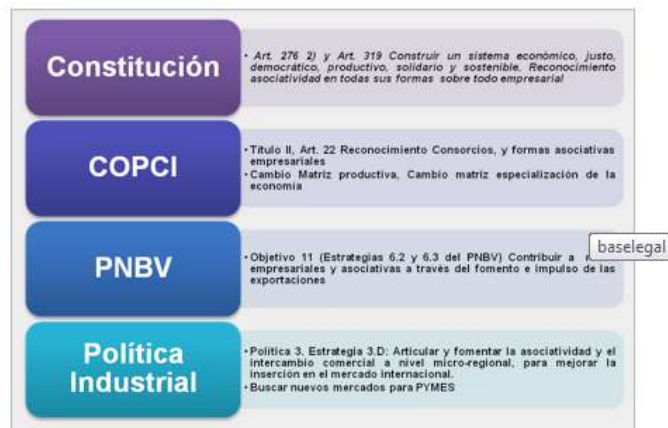 Constitución
• Art. 276 2) y Art. 319 Construir un sistema económico, justo,
democrático, productivo, solidario y sostenible, Reconocimiento
asociatividad en todas sus formas sobre todo empresarial
COPCI
• Título II, Art. 22 Reconocimiento Consorcios, y formas asociativas
empresariales
• Cambio Matriz productiva, Cambio matriz especialización de la
economía
PNBV
• Objetivo 11 (Estrategias 6.2 y 6.3 del PNBV) Contribuir a
empresariales y asociativas a través del fomento e impulso de las
exportaciones
baselegal
Política
Industrial
• Política 3. Estrategia 3.D: Articular y fomentar la asociatividad y el
intercambio comercial a nivel micro-regional, para mejorar la
inserción en el mercado internacional.
• Buscar nuevos mercados para PYMES